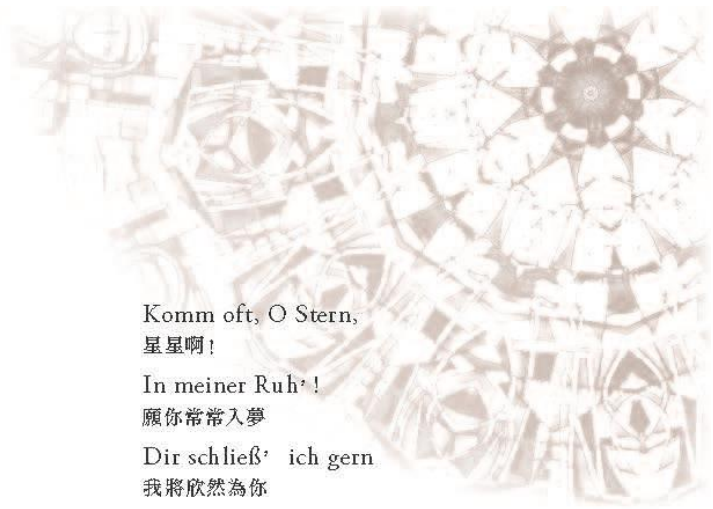 Komm oft, O Stern,
星星啊!
In meiner Ruh’!
願你常常入夢
Dir schließ’ ich gern
我將欣然為你